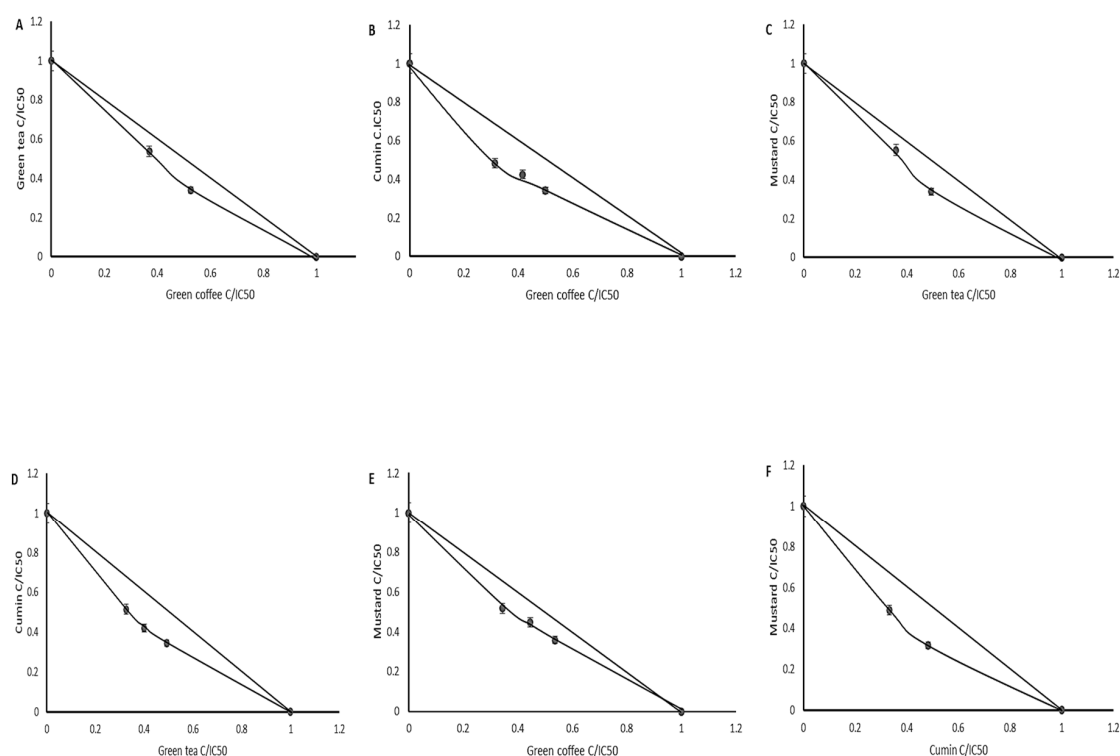 A
1.2
1
0.8
0.6
0.4
0.2
0
Green tea C/IC50
0 0.2 0.4 0.6 0.8 1
Green coffee C/IC50
B
1.2
1
0.8
0.6
0.4
0.2
0
Cumin C.IC50
0 0.2 0.4 0.6 0.8 1 1.2
Green coffee C/IC50
C
1.2
1
0.8
0.6
0.4
0.2
0
Mustard C/IC50
0 0.2 0.4 0.6 0.8 1 1.2
Green tea C/IC50
D
1.2
1
0.8
0.6
0.4
0.2
0
Cumin C/IC50
0 0.2 0.4 0.6 0.8 1 1.2
Green tea C/IC50
E
1.2
1
0.8
0.6
0.4
0.2
0
Mustard C/IC50
0 0.2 0.4 0.6 0.8 1 1.2
Green coffee C/IC50
F
1.2
1
0.8
0.6
0.4
0.2
0
Mustard C/IC50
0 0.2 0.4 0.6 0.8 1 1.2
Cumin C/IC50